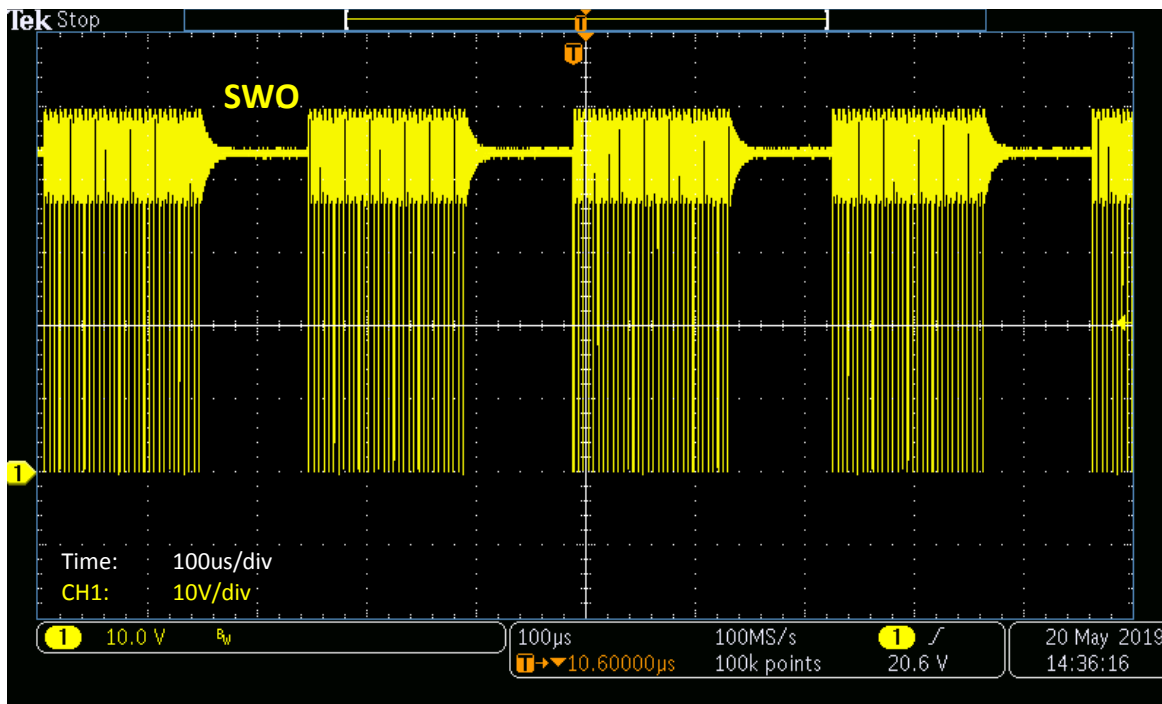 Tek Stop
T
T
SWO
1
Time: 100us/div
CH1: 10V/div
1 10.0 V BW
100µs 100MS/s 1 /
T→▼10.60000µs 100k points 20.6 V
20 May 2019
14:36:16